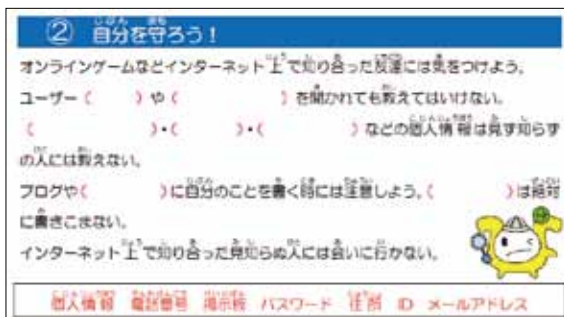 ② 自分を守ろう!
オンラインゲームなどインターネット上で知り合った友達には気をつけよう。
ユーザー( )や( )を聞かれても教えてはいけない。
( )・( )・( )などの個人情報は見ず知らず
の人には教えない。
ブログや( )に自分のことを書く時には注意しよう。( )は絶対
に書きこまない。
インターネット上で知り合った見知らぬ人には会いに行かない。
個人情報 電話番号 掲示板 パスワード 住所 ID メールアドレス